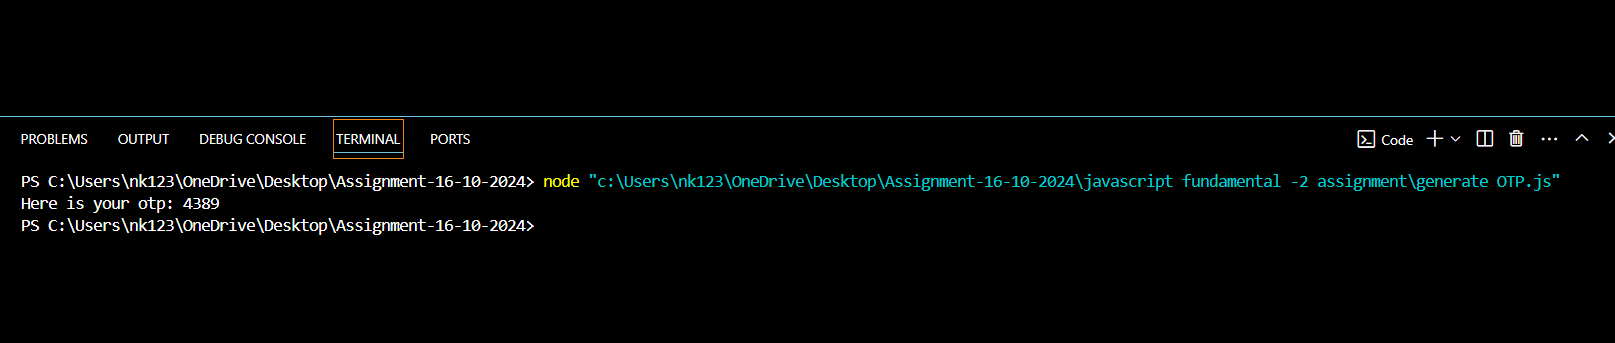 PROBLEMS OUTPUT DEBUG CONSOLE TERMINAL PORTS Code
PS C:\Users\nk123\OneDrive\Desktop\Assignment-16-10-2024> node "c:\Users\nk123\OneDrive\Desktop\Assignment-16-10-2024\javascript fundamental -2 assignment\generate OTP.js"
Here is your otp: 4389
PS C:\Users\nk123\OneDrive\Desktop\Assignment-16-10-2024>